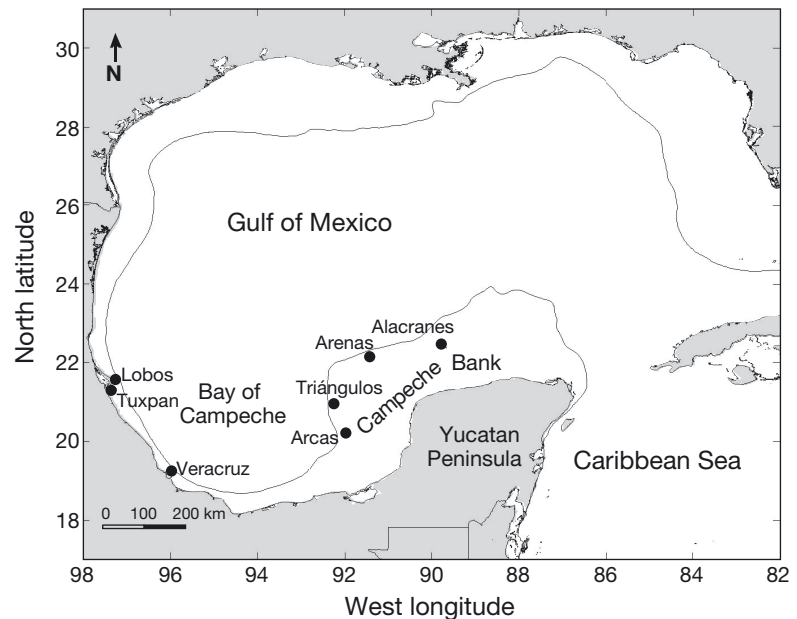 30
28
26
24
22
20
18
North latitude
N
Gulf of Mexico
Alacranes
Arenas
Bank
Campeche
Triángulos
Arcas
Lobos
Tuxpan
Bay of
Campeche
Veracruz
Yucatan
Peninsula
Caribbean Sea
0 100 200 km
98 96 94 92 90 88 86 84 82
West longitude